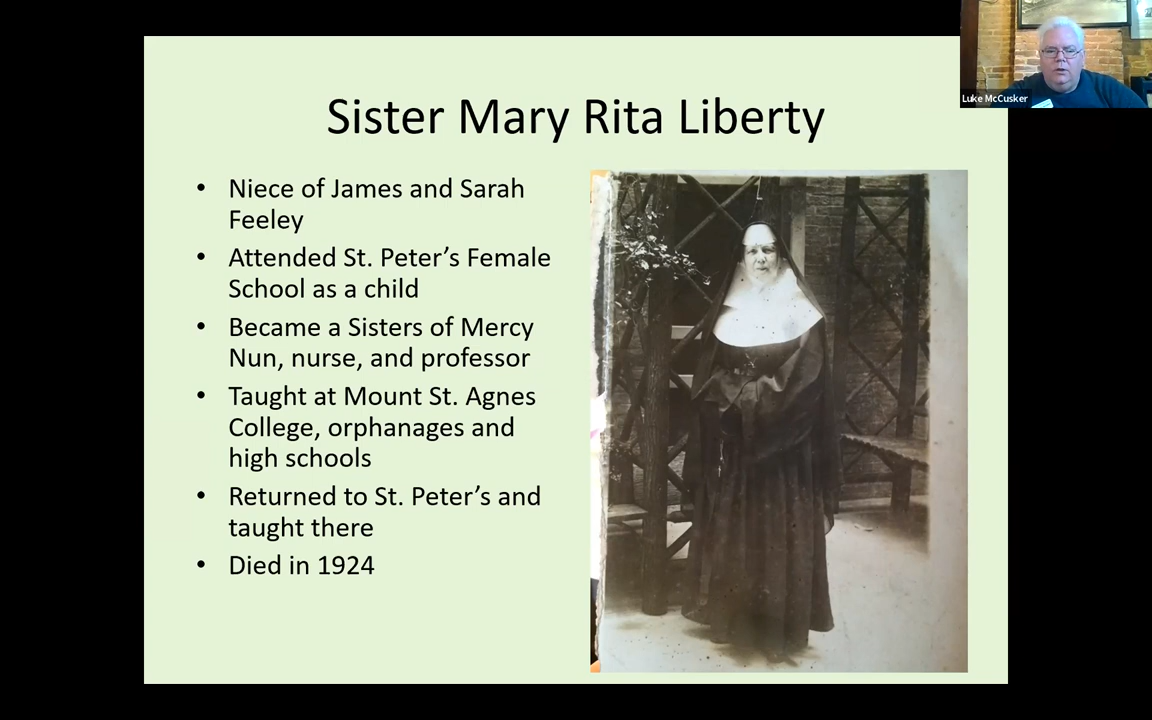 Sister Mary Rita Liberty
• Niece of James and Sarah
Feeley
• Attended St. Peter’s Female
School as a child
• Became a Sisters of Mercy
Nun, nurse, and professor
• Taught at Mount St. Agnes
College, orphanages and
high schools
• Returned to St. Peter’s and
taught there
• Died in 1924
Luke McCusker